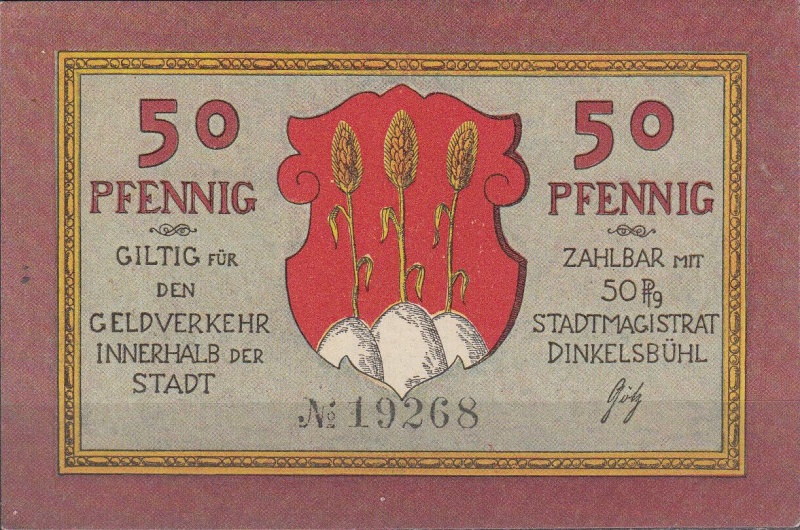 50
PFENNIG
GILTIG FÜR
DEN
GELDVERKEHR
INNERHALB DER
STADT
50
PFENNIG
ZAHLBAR MIT
50 Pfg
STADTMAGISTRAT
DINKELSBÜHL
Götz
№ 19268